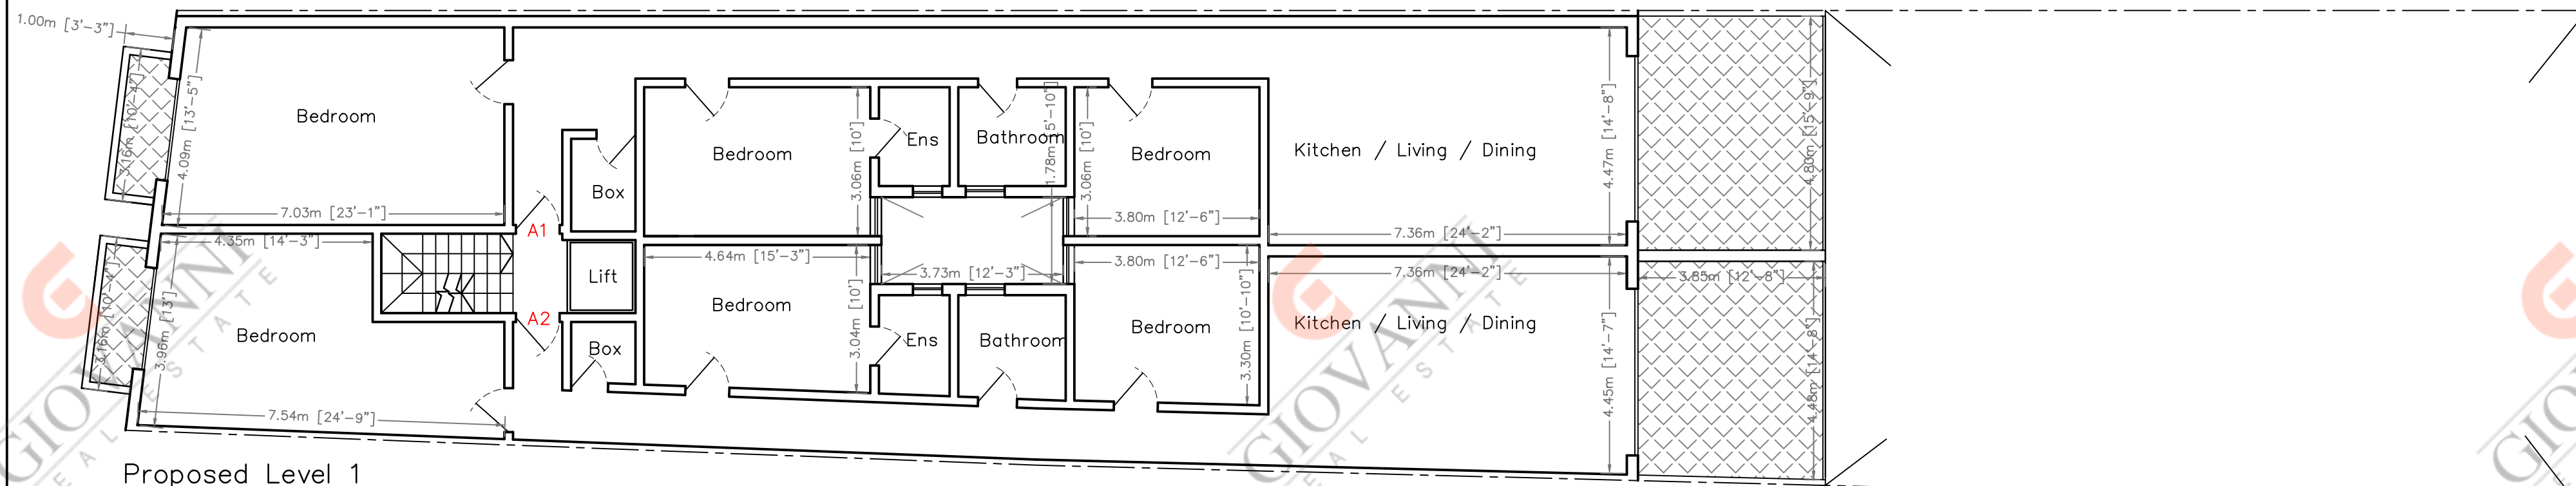 1.00m [3'-3"]
3.16m [10'-4"]
4.09m [13'-5"]
Bedroom
7.03m [23'-1"]
Box
A1
Bedroom
3.06m [10']
Ens
Bathroom
1.78m [5'-10"]
3.06m [10']
Bedroom
3.80m [12'-6"]
Kitchen / Living / Dining
4.47m [14'-8"]
7.36m [24'-2"]
4.80m [15'-9"]
4.35m [14'-3"]
3.16m [10'-4"]
3.96m [13']
Bedroom
7.54m [24'-9"]
Lift
A2
Box
4.64m [15'-3"]
Bedroom
3.04m [10']
3.73m [12'-3"]
Ens
Bathroom
3.80m [12'-6"]
Bedroom
3.30m [10'-10"]
7.36m [24'-2"]
Kitchen / Living / Dining
4.45m [14'-7"]
3.85m [12'-8"]
4.48m [14'-8"]
Proposed Level 1
GIOVANNI
REAL ESTATE
GIOVANNI
REAL ESTATE